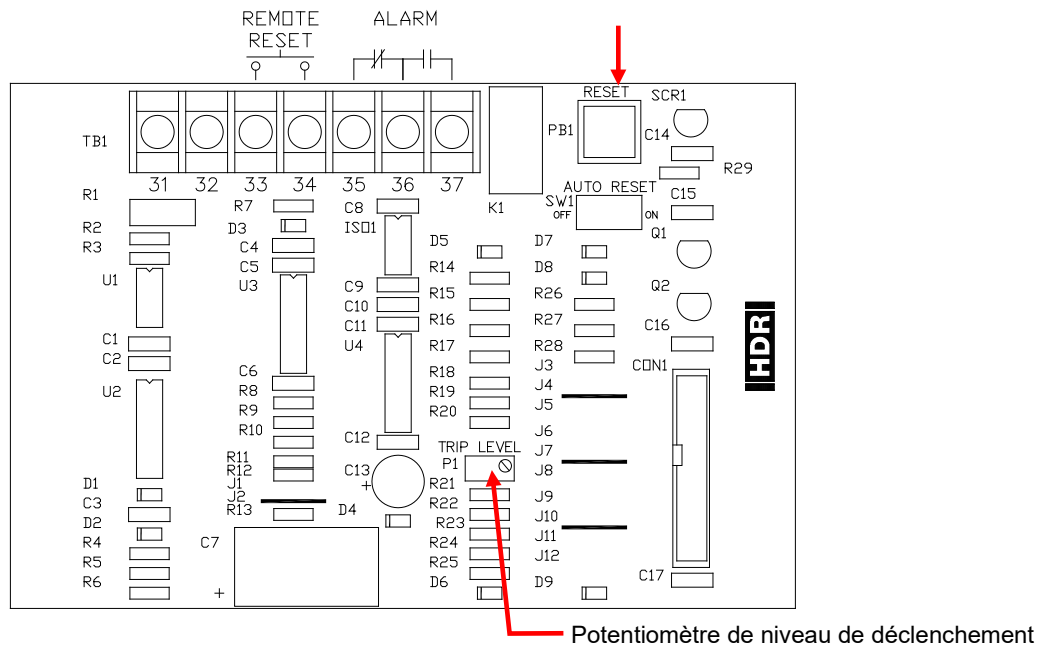 REMOTE RESET
ALARM
RESET
SCR1
PB1
C14
TB1
R29
31 32 33 34 35 36 37
K1
AUTO RESET
SW1
OFF
ON
C15
Q1
R1
R2
R3
U1
C1
C2
U2
D1
C3
D2
R4
R5
R6
R7
D3
C4
C5
U3
C6
R8
R9
R10
R11
R12
J1
J2
R13
C7
+
C8
ISO1
C9
C10
C11
U4
C12
C13
+
D4
D5
R14
R15
R16
R17
R18
R19
R20
TRIP LEVEL
P1
R21
R22
R23
R24
R25
D6
D7
D8
R26
R27
R28
J3
J4
J5
J6
J7
J8
J9
J10
J11
J12
D9
Q2
C16
CON1
C17
HDR
Potentiomètre de niveau de déclenchement